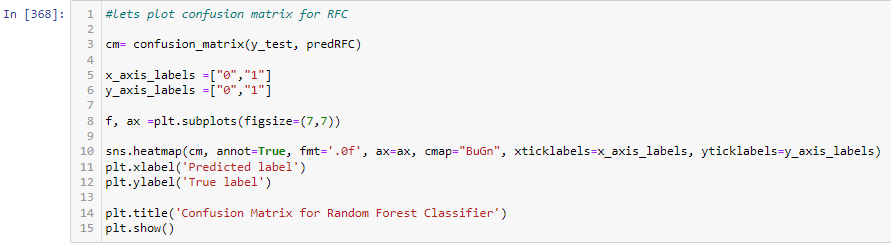 In [368]:
1 #lets plot confusion matrix for RFC
2
3 cm= confusion_matrix(y_test, predRFC)
4
5 x_axis_labels =["0","1"]
6 y_axis_labels =["0","1"]
7
8 f, ax =plt.subplots(figsize=(7,7))
9
10 sns.heatmap(cm, annot=True, fmt='.0f', ax=ax, cmap="BuGn", xticklabels=x_axis_labels, yticklabels=y_axis_labels)
11 plt.xlabel('Predicted label')
12 plt.ylabel('True label')
13
14 plt.title('Confusion Matrix for Random Forest Classifier')
15 plt.show()